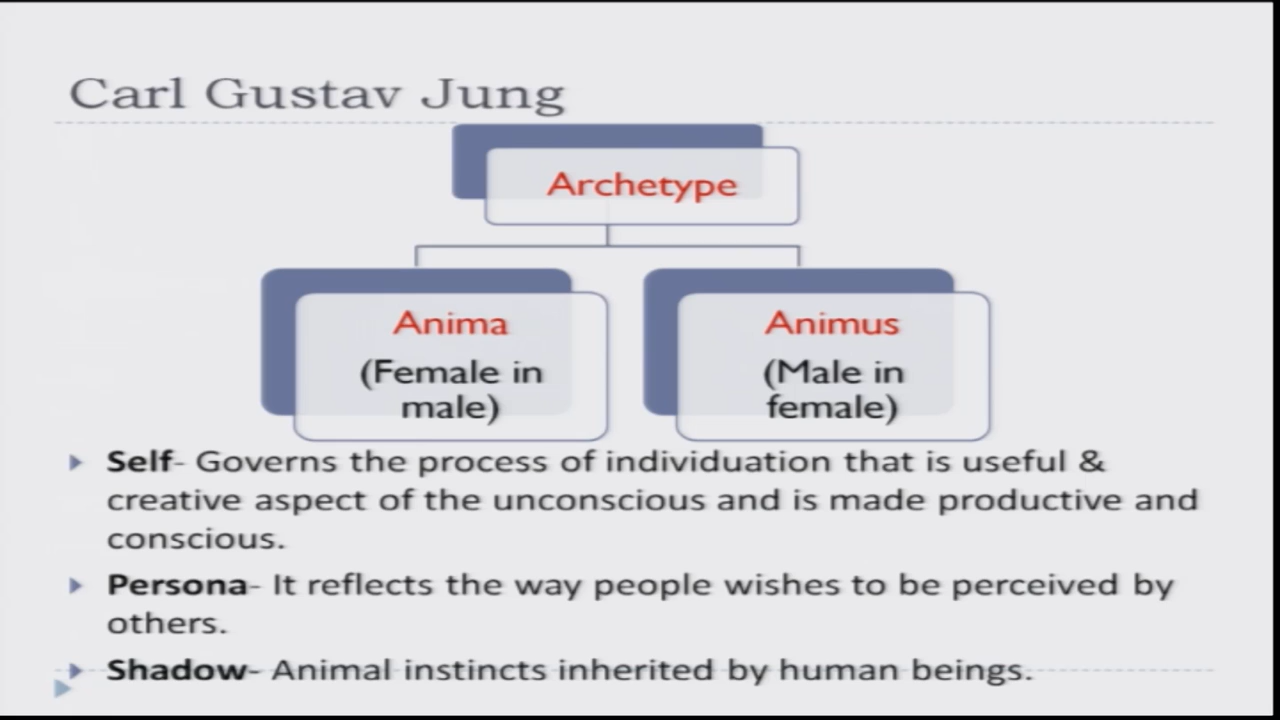 Carl Gustav Jung
Archetype
Anima
(Female in
male)
Animus
(Male in
female)
Self- Governs the process of individuation that is useful &
creative aspect of the unconscious and is made productive and
conscious.
Persona- It reflects the way people wishes to be perceived by
others.
Shadow- Animal instincts inherited by human beings.